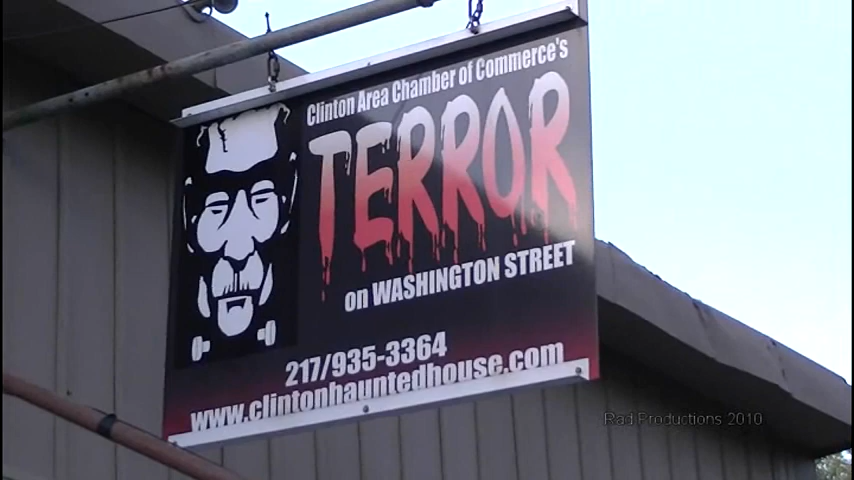 Clinton Area Chamber of Commerce's
TERROR
on WASHINGTON STREET
217/935-3364
www.clintonhauntedhouse.com
Rad Productions 2010